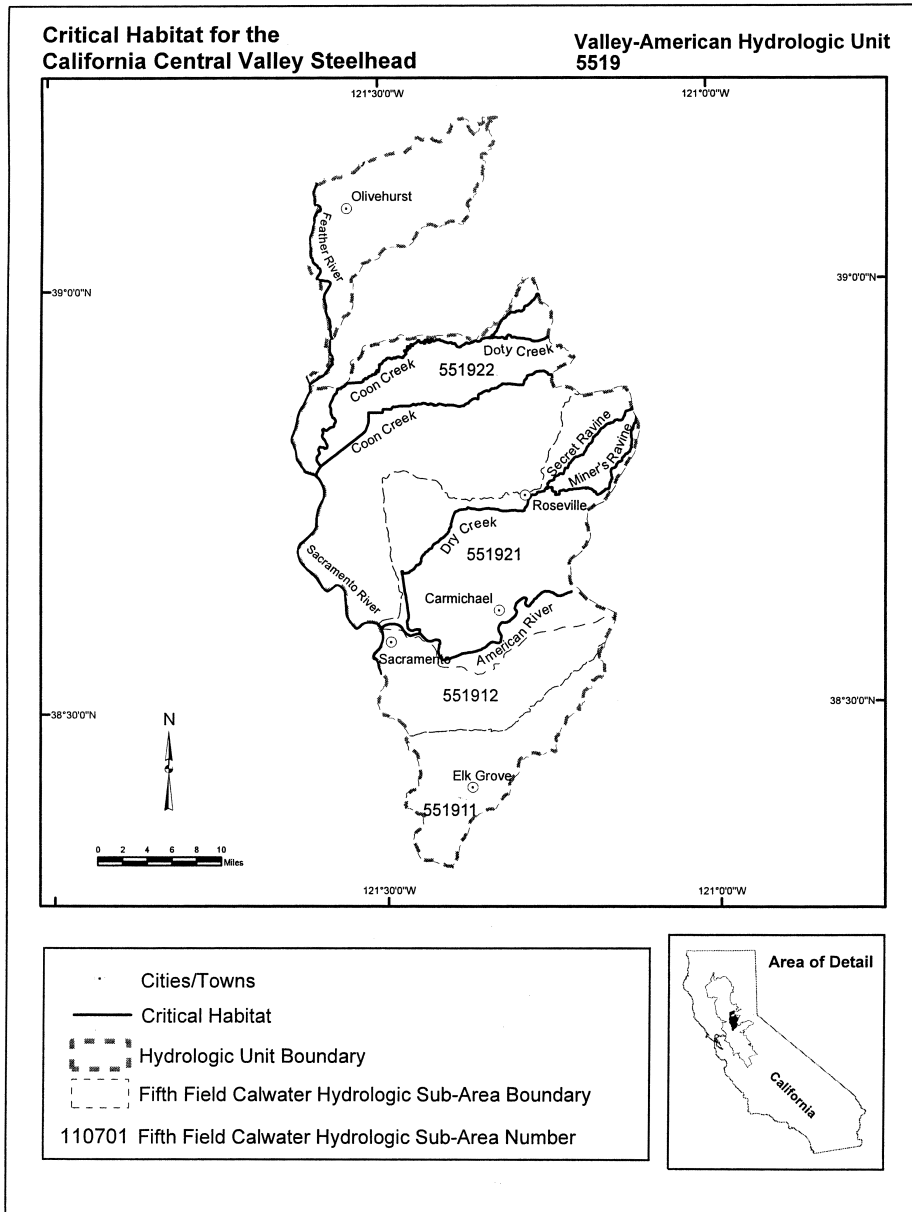 Critical Habitat for the
California Central Valley Steelhead
Valley-American Hydrologic Unit
5519
121°30'0"W
121°0'0"W
Olivehurst
Feather River
39°0'0"N
39°0'0"N
Doty Creek
Coon Creek
551922
Coon Creek
Secret Ravine
Miner's Ravine
Roseville
Dry Creek
551921
Sacramento River
Carmichael
American River
Sacramento
551912
38°30'0"N
38°30'0"N
N
Elk Grove
551911
0 2 4 6 8 10
Miles
121°30'0"W
121°0'0"W
Cities/Towns
Critical Habitat
Hydrologic Unit Boundary
Fifth Field Calwater Hydrologic Sub-Area Boundary
110701 Fifth Field Calwater Hydrologic Sub-Area Number
Area of Detail
California